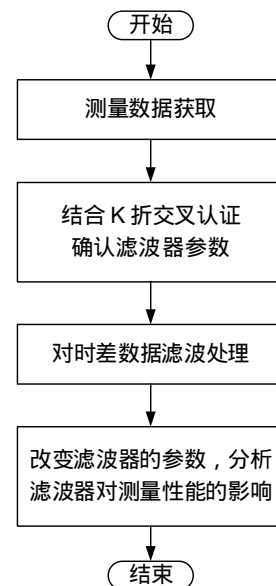 开始
测量数据获取
结合 K 折交叉认证
确认滤波器参数
对时差数据滤波处理
改变滤波器的参数，分析
滤波器对测量性能的影响
结束